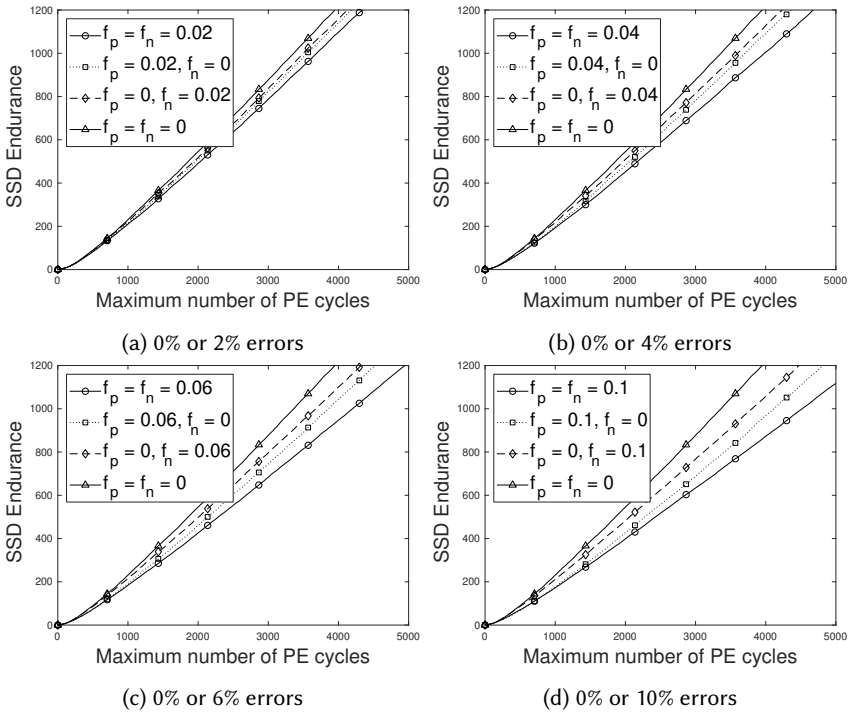 1200
1000
800
600
400
200
0
SSD Endurance
f_p = f_n = 0.02
f_p = 0.02, f_n = 0
f_p = 0, f_n = 0.02
f_p = f_n = 0
0 1000 2000 3000 4000 5000
Maximum number of PE cycles
(a) 0% or 2% errors
1200
1000
800
600
400
200
0
SSD Endurance
f_p = f_n = 0.04
f_p = 0.04, f_n = 0
f_p = 0, f_n = 0.04
f_p = f_n = 0
0 1000 2000 3000 4000 5000
Maximum number of PE cycles
(b) 0% or 4% errors
1200
1000
800
600
400
200
0
SSD Endurance
f_p = f_n = 0.06
f_p = 0.06, f_n = 0
f_p = 0, f_n = 0.06
f_p = f_n = 0
0 1000 2000 3000 4000 5000
Maximum number of PE cycles
(c) 0% or 6% errors
1200
1000
800
600
400
200
0
SSD Endurance
f_p = f_n = 0.1
f_p = 0.1, f_n = 0
f_p = 0, f_n = 0.1
f_p = f_n = 0
0 1000 2000 3000 4000 5000
Maximum number of PE cycles
(d) 0% or 10% errors